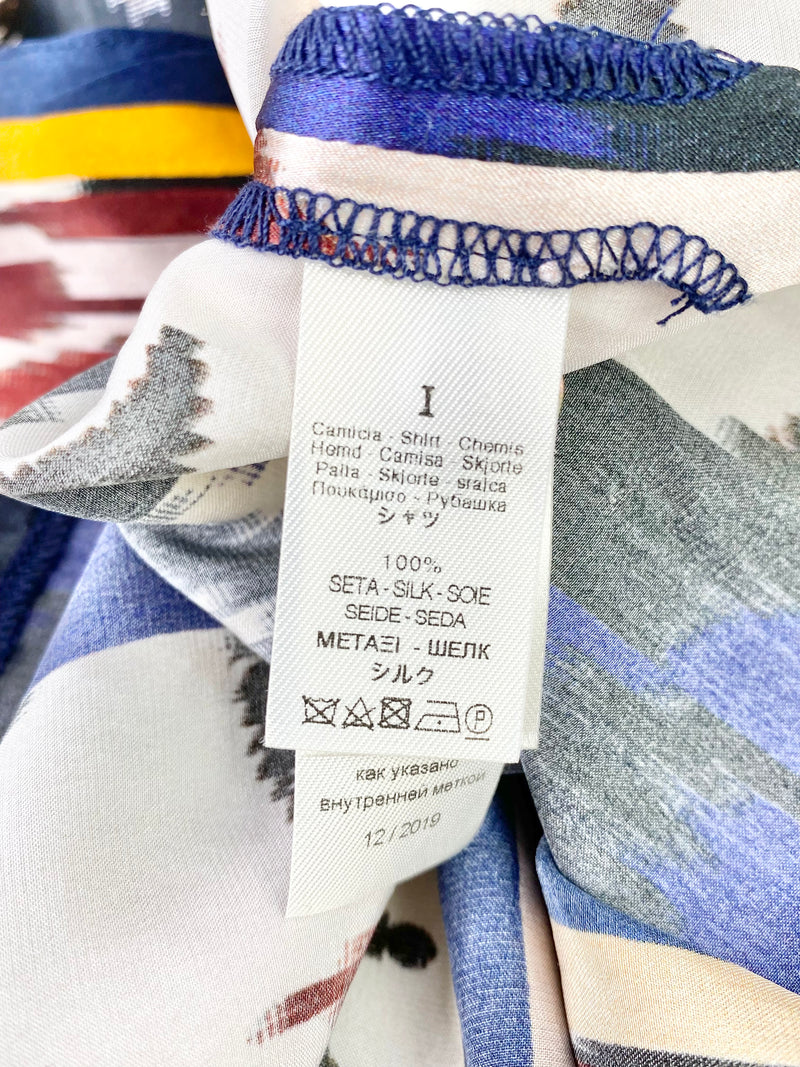 I
Camicia - Shirt - Chemis
Hemd - Camisa - Skjorte
Paita - Skjorte srajca
Πουκάμισο - Рубашка
シャツ
100%
SETA - SILK - SOIE
SEIDE - SEDA
ΜΕΤΑΞΙ - ШЕЛК
シルク
P
как указано
внутренней меткой
12 / 2019